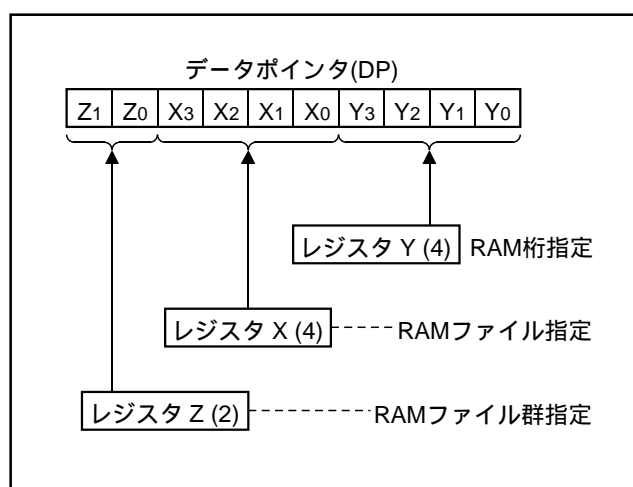 データポインタ(DP)
Z1 Z0 X3 X2 X1 X0 Y3 Y2 Y1 Y0
レジスタ Y (4) RAM桁指定
レジスタ X (4) RAMファイル指定
レジスタ Z (2) RAMファイル群指定